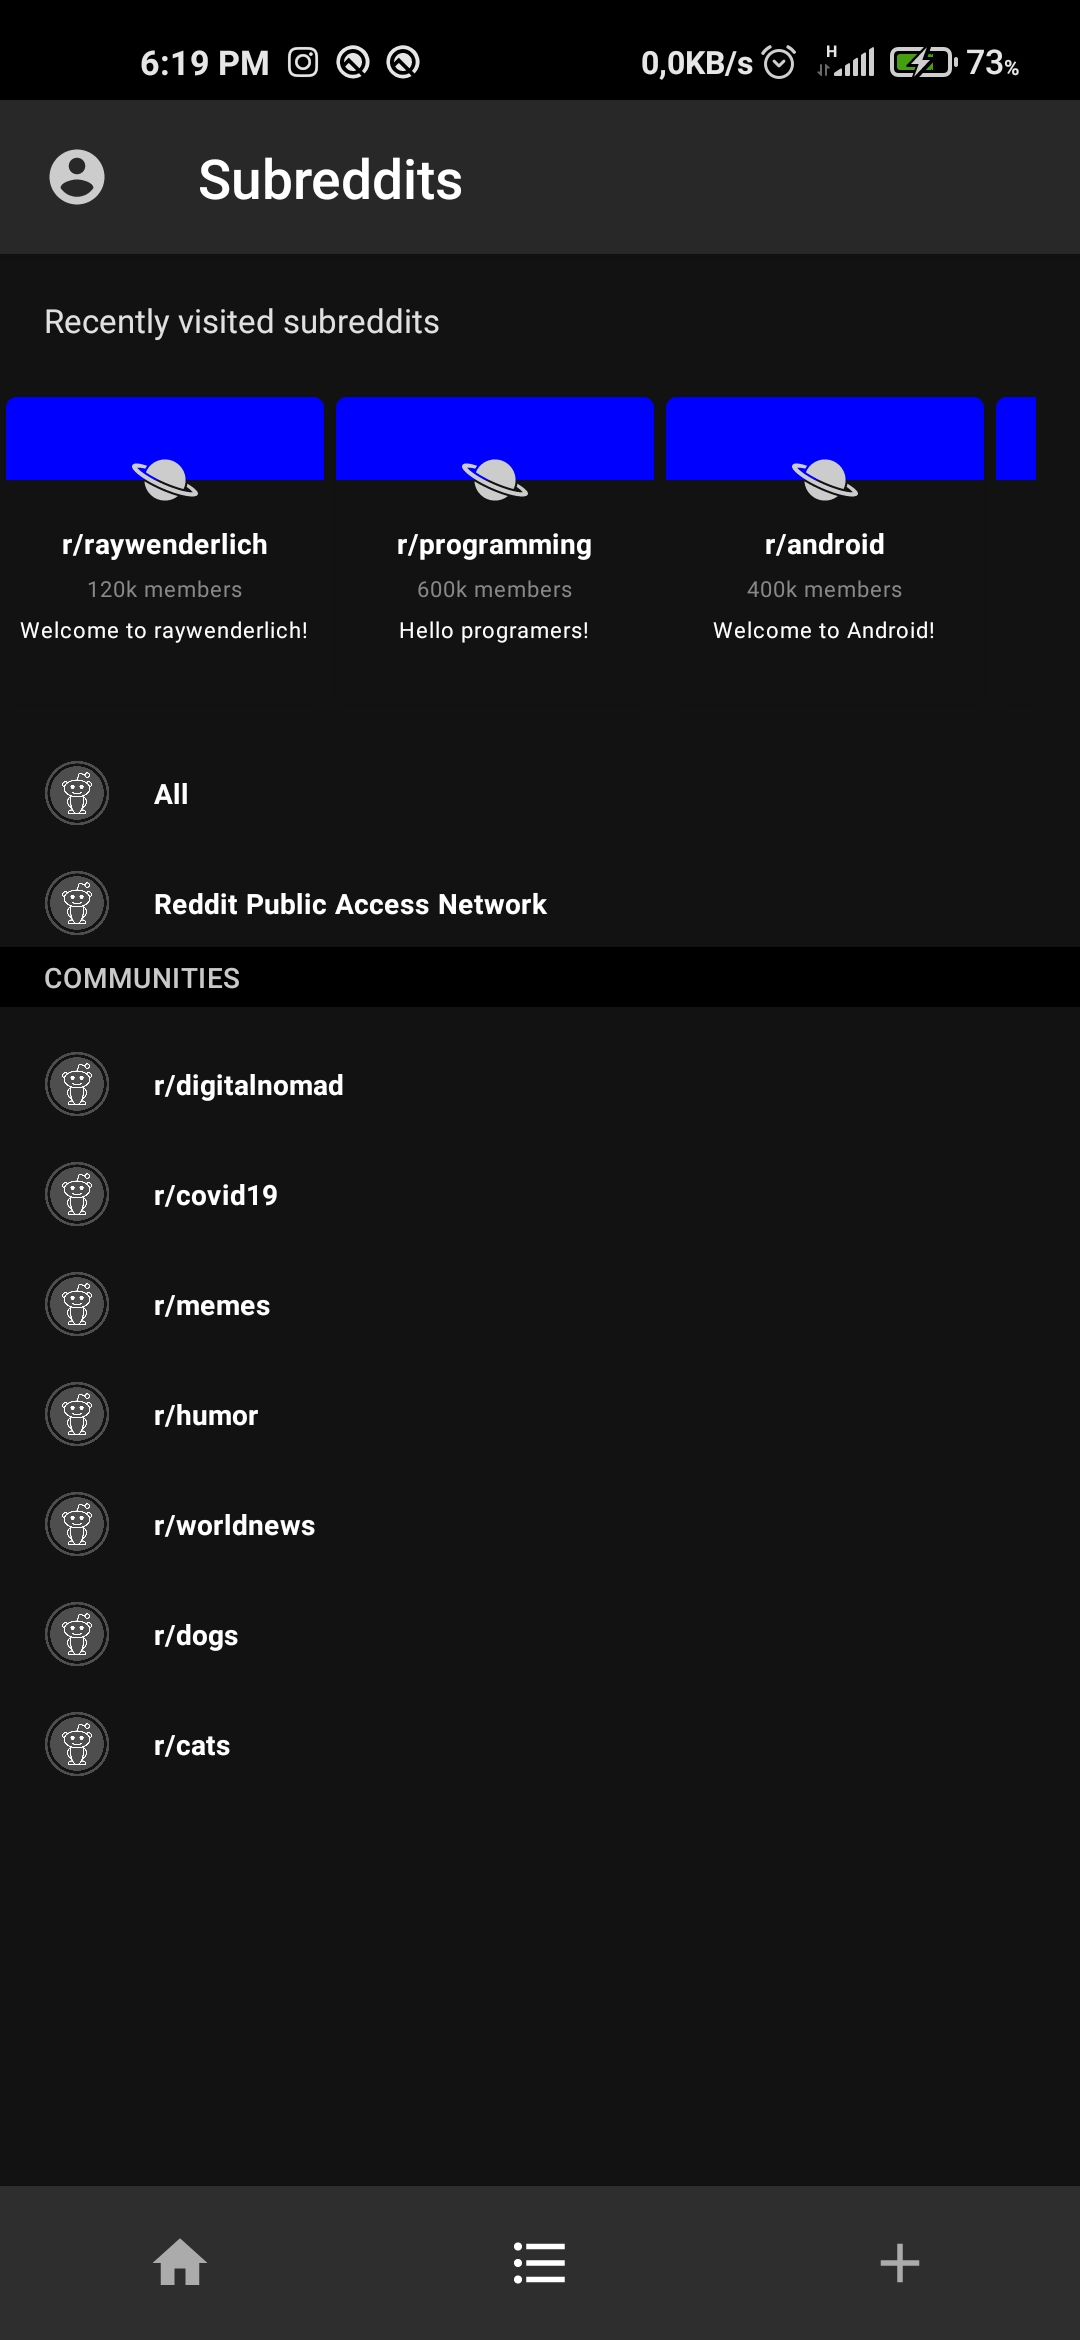 6:19 PM 0,0KB/s H 73%
Subreddits
Recently visited subreddits
r/raywenderlich r/programming r/android
120k members 600k members 400k members
Welcome to raywenderlich! Hello programers! Welcome to Android!
All
Reddit Public Access Network
COMMUNITIES
r/digitalnomad
r/covid19
r/memes
r/humor
r/worldnews
r/dogs
r/cats